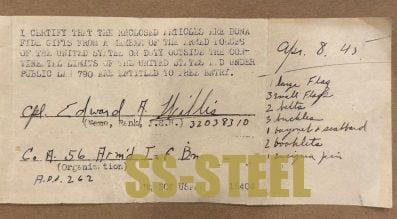 I CERTIFY THAT THE ENCLOSED ARTICLES ARE BONA
FIDE GIFTS FROM A MEMBER OF THE ARMED FORCES
OF THE UNITED STATES ON DUTY OUTSIDE THE CON-
TINENTAL LIMITS OF THE UNITED STATES AND UNDER
PUBLIC LAW 790 ARE ENTITLED TO FREE ENTRY.
Cpl. Edward A. Willis
(Name, Rank, A.S.N.) 32038310
Co. A 56 Arm'd I. Bn
(Organization)
A.P.O. 262
Apr. 8, 45
1 large Flag
3 small Flags
2 belts
3 buckles
1 bayonet & scabbard
2 booklets
insignia pin
SS-STEEL